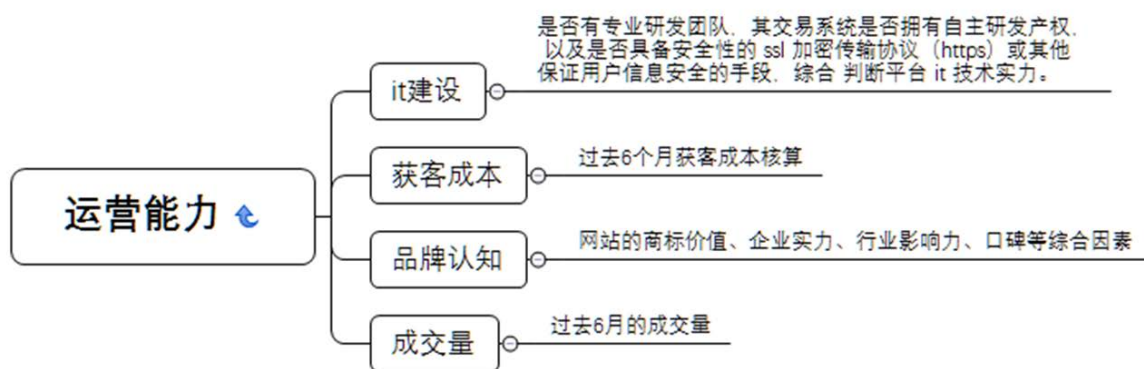 运营能力
it建设
是否有专业研发团队，其交易系统是否拥有自主研发产权，
以及是否具备安全性的 ssl 加密传输协议（https）或其他
保证用户信息安全的手段，综合 判断平台 it 技术实力。
获客成本
过去6个月获客成本核算
品牌认知
网站的商标价值、企业实力、行业影响力、口碑等综合因素
成交量
过去6月的成交量